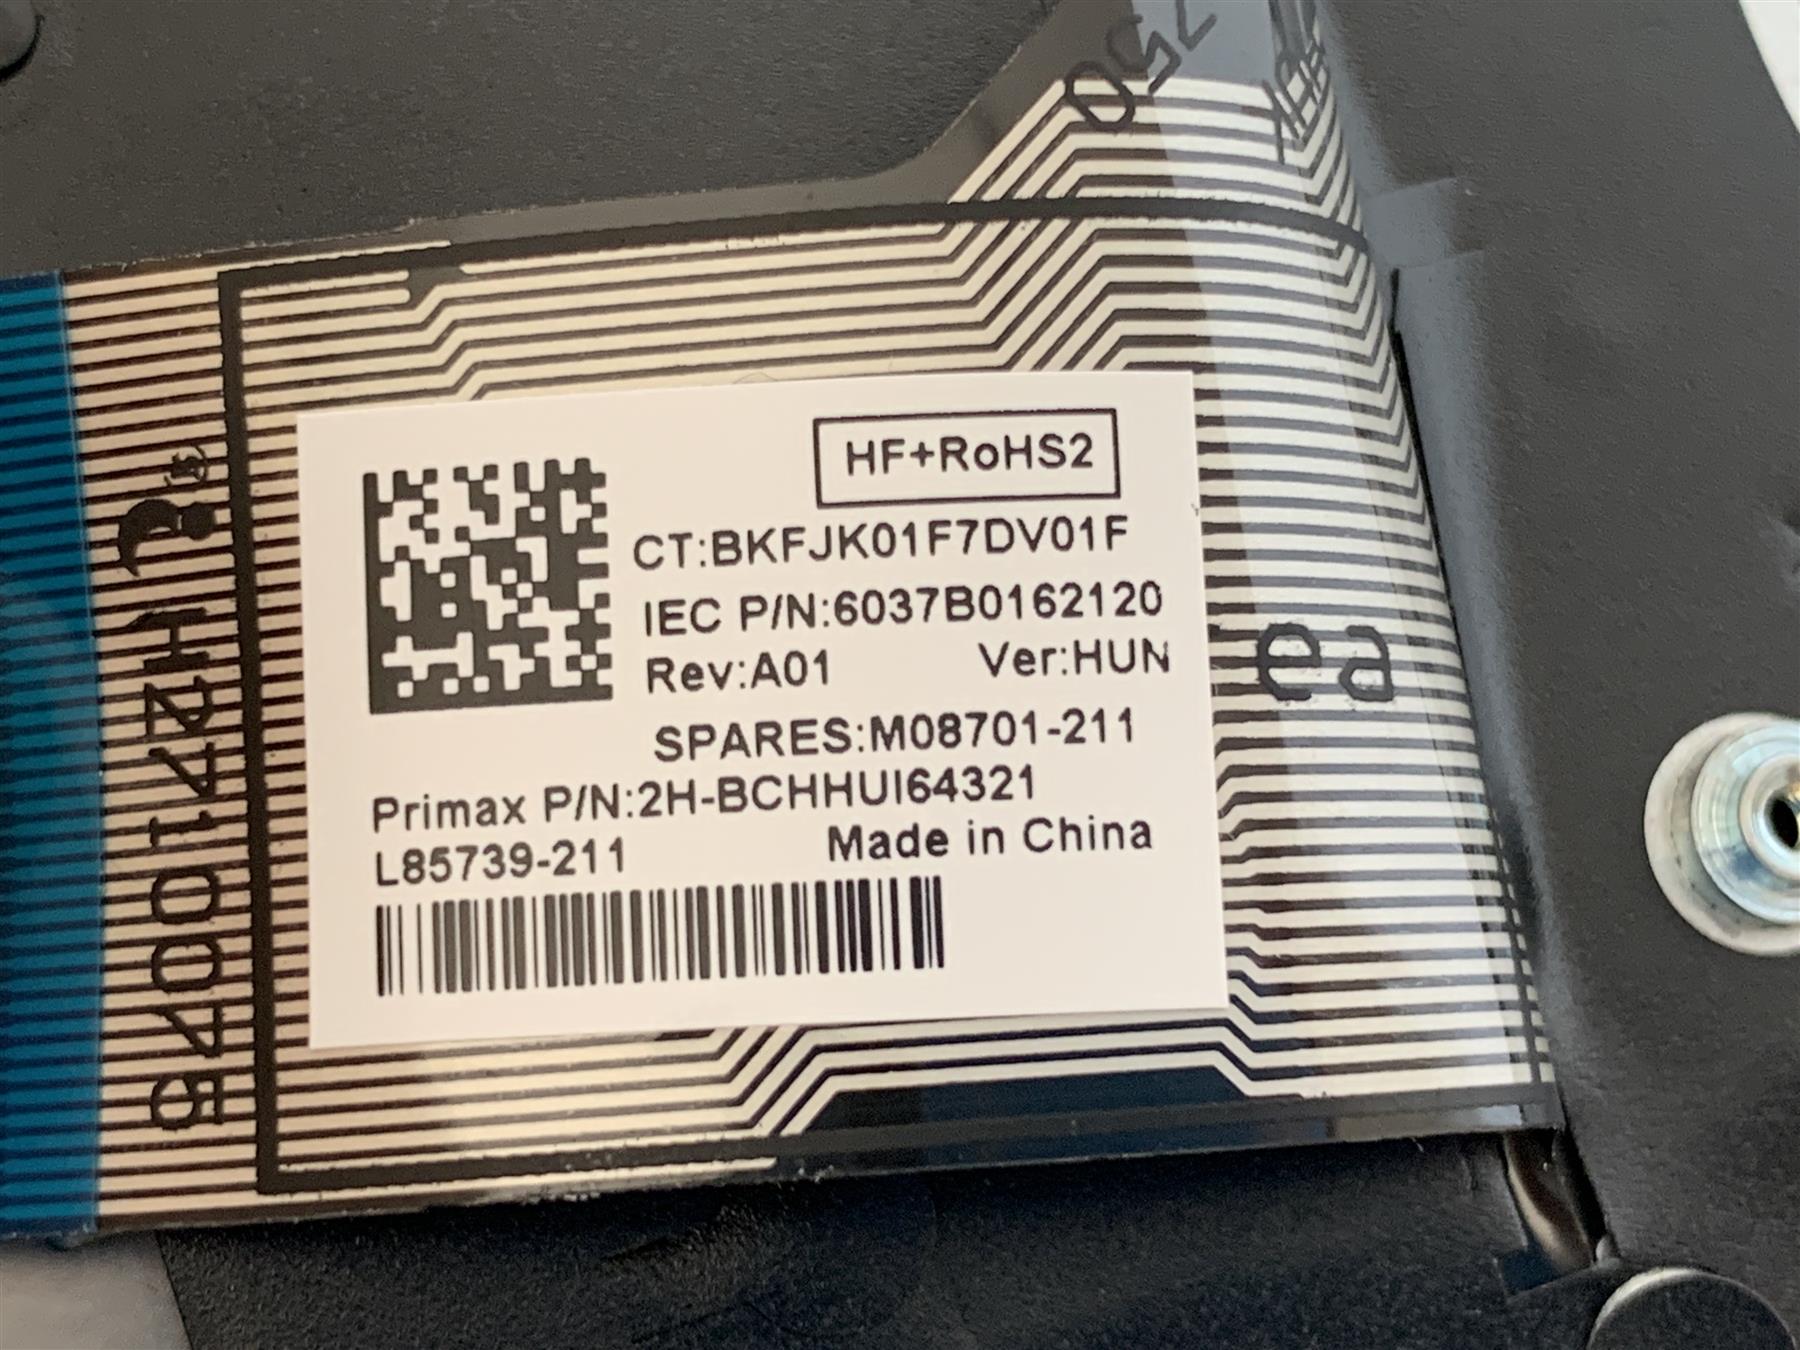 750
HF+RoHS2
CT:BKFJK01F7DV01F
IEC P/N:6037B0162120
Rev:A01 Ver:HUN
SPARES:M08701-211
Primax P/N:2H-BCHHUI64321
L85739-211 Made in China
ea